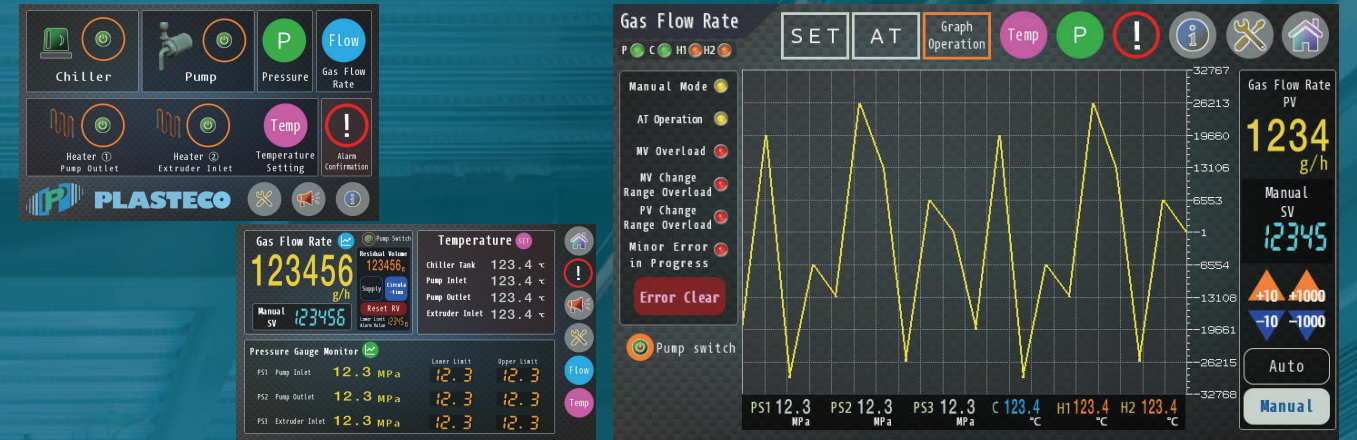 Chiller
Pump
P
Pressure
Flow
Gas Flow
Rate
Heater ①
Pump Outlet
Heater ②
Extruder Inlet
Temp
Temperature
Setting
!
Alarm
Confirmation
P
PLASTECO
i
Gas Flow Rate
Pump Switch
123456
g/h
Residual Volume
123456g
Supply
Circula
-tion
Reset RV
Lower Limit
Alarm Value 12345g
Manual
SV
123456
Temperature
SET
Chiller Tank 123.4 ℃
Pump Inlet 123.4 ℃
Pump Outlet 123.4 ℃
Extruder Inlet 123.4 ℃
!
Flow
Temp
Pressure Gauge Monitor
Lower Limit Upper Limit
PS1 Pump Inlet 12.3 MPa 12.3 12.3
PS2 Pump Outlet 12.3 MPa 12.3 12.3
PS3 Extruder Inlet 12.3 MPa 12.3 12.3
Gas Flow Rate
P C H1 H2
SET
AT
Graph
Operation
Temp
P
!
i
Manual Mode
AT Operation
MV Overload
MV Change
Range Overload
PV Change
Range Overload
Minor Error
in Progress
Error Clear
Pump switch
32767
26213
19660
13106
6553
-1
-6554
-13108
-19661
-26215
-32768
PS1 12.3 MPa
PS2 12.3 MPa
PS3 12.3 MPa
C 123.4 ℃
H1 123.4 ℃
H2 123.4 ℃
Gas Flow Rate
PV
1234
g/h
Manual
SV
12345
+10 +1000
-10 -1000
Auto
Manual